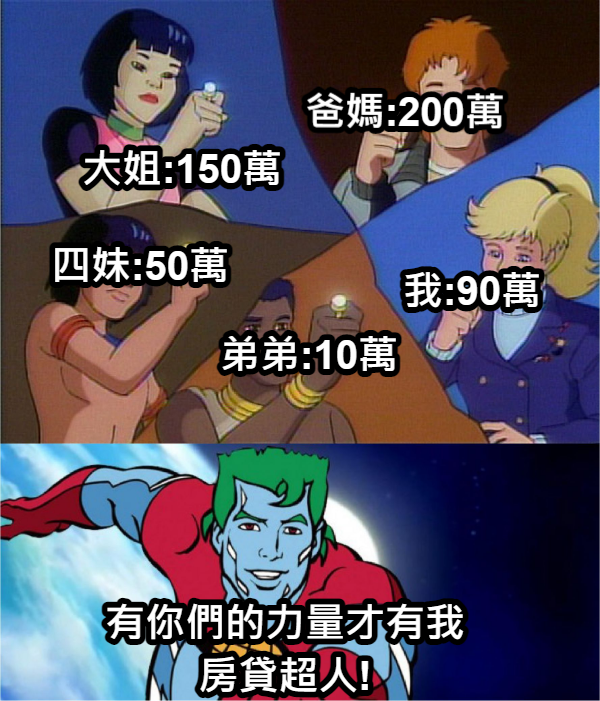 爸媽:200萬
大姐:150萬
四妹:50萬
我:90萬
弟弟:10萬
有你們的力量才有我
房貸超人!